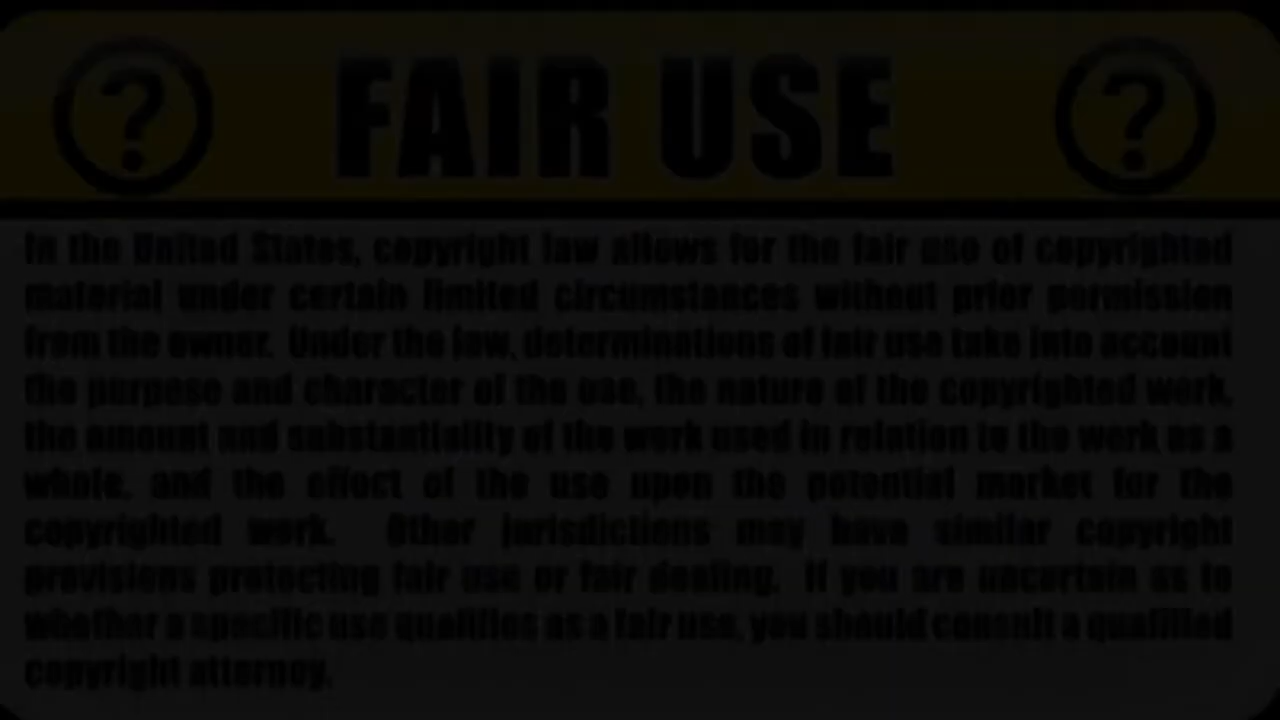 FAIR USE
In the United States, copyright law allows for the fair use of copyrighted
material under certain limited circumstances without prior permission
from the owner. Under the law, determinations of fair use take into account
the purpose and character of the use, the nature of the copyrighted work,
the amount and substantiality of the work used in relation to the work as a
whole, and the effect of the use upon the potential market for the
copyrighted work. Other jurisdictions may have similar copyright
provisions protecting fair use or fair dealing. If you are uncertain as to
whether a specific use qualifies as a fair use, you should consult a qualified
copyright attorney.